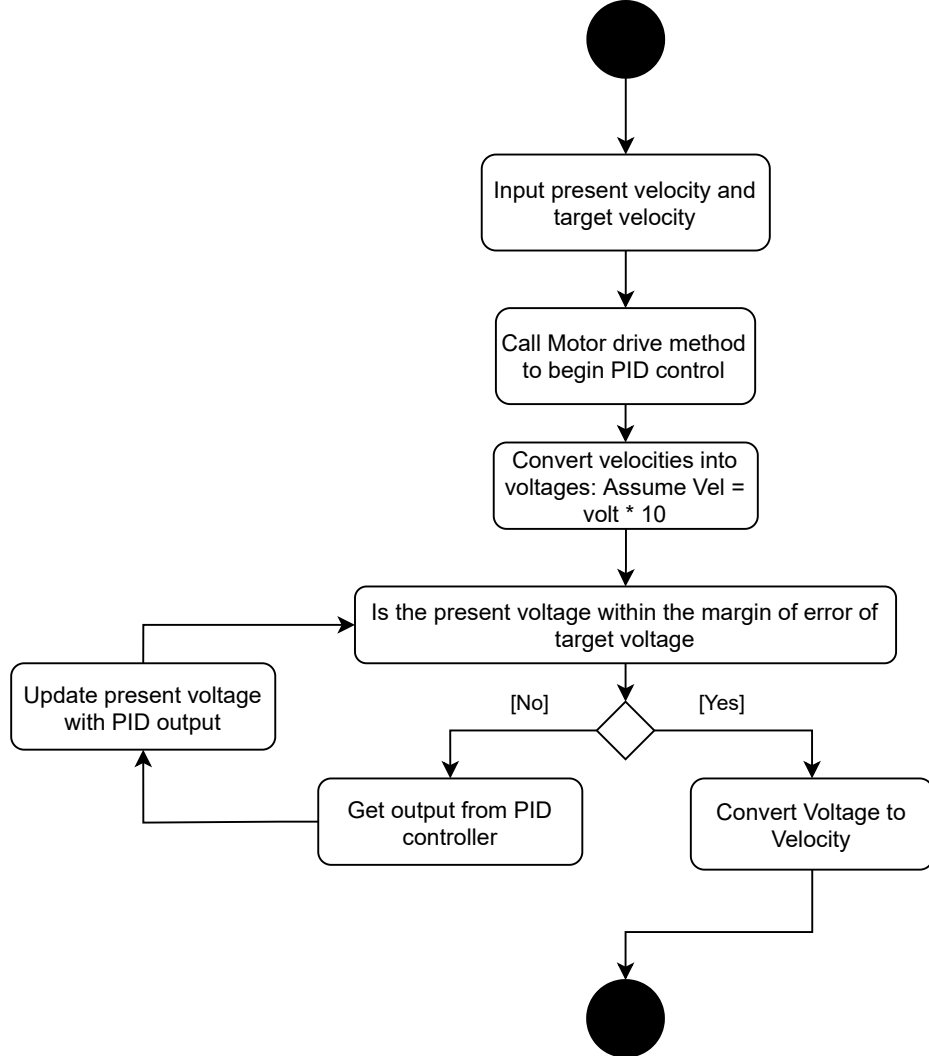 Input present velocity and
target velocity
Call Motor drive method
to begin PID control
Convert velocities into
voltages: Assume Vel =
volt * 10
Is the present voltage within the margin of error of
target voltage
Update present voltage
with PID output
[No]
[Yes]
Get output from PID
controller
Convert Voltage to
Velocity